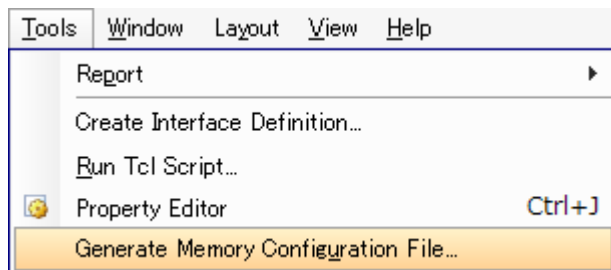 Tools Window Layout View Help
Report
Create Interface Definition...
Run Tcl Script...
Property Editor Ctrl+J
Generate Memory Configuration File...